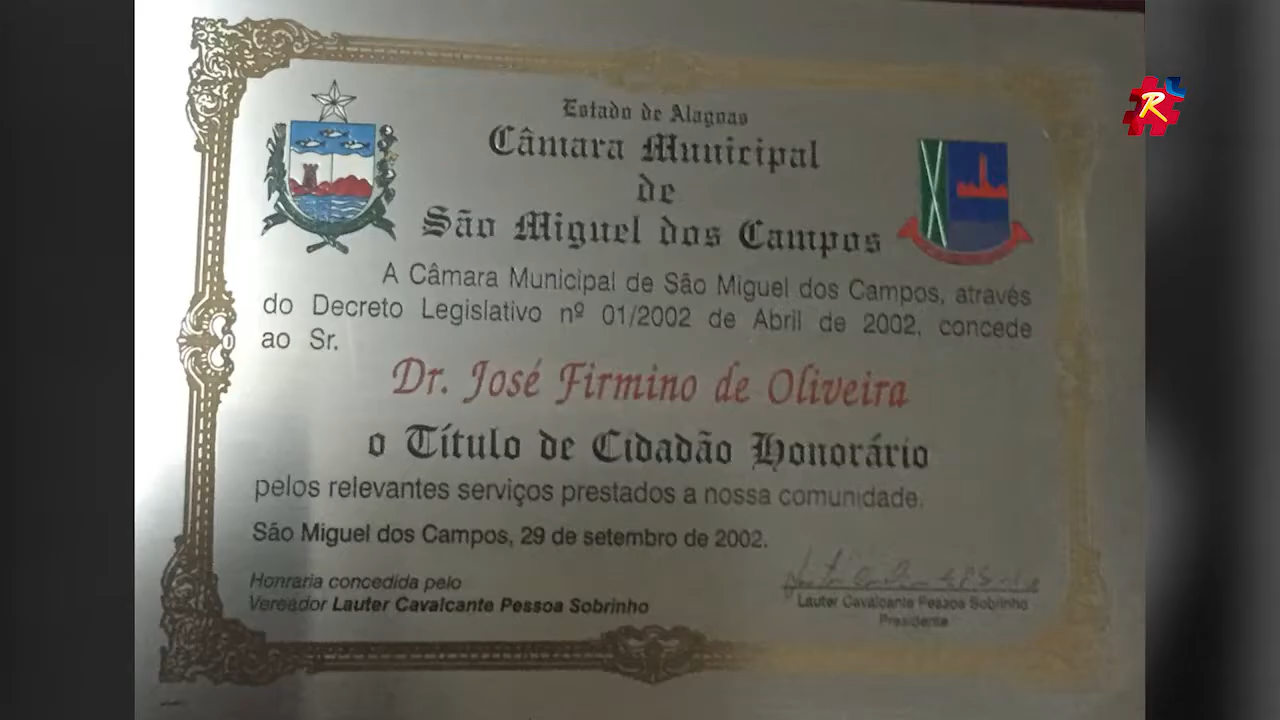 Estado de Alagoas
Câmara Municipal
de
São Miguel dos Campos
A Câmara Municipal de São Miguel dos Campos, através
do Decreto Legislativo nº 01/2002 de Abril de 2002, concede
ao Sr.
Dr. José Firmino de Oliveira
o Título de Cidadão Honorário
pelos relevantes serviços prestados a nossa comunidade.
São Miguel dos Campos, 29 de setembro de 2002.
Honraria concedida pelo
Vereador Lauter Cavalcante Pessoa Sobrinho
Lauter Cavalcante Pessoa Sobrinho
Presidente
R